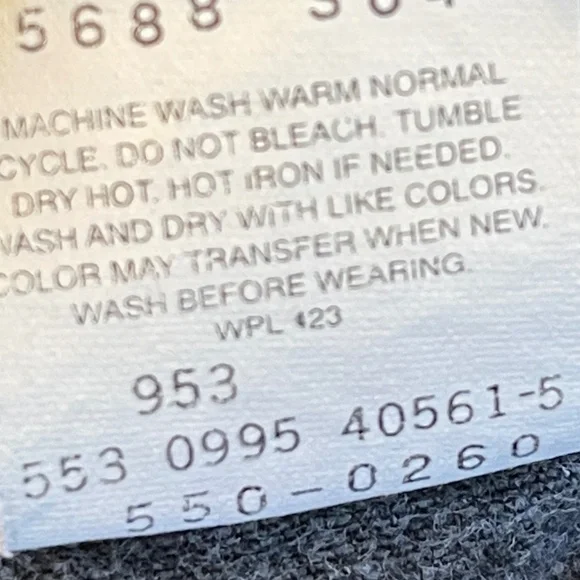 5688
MACHINE WASH WARM NORMAL
CYCLE. DO NOT BLEACH. TUMBLE
DRY HOT. HOT IRON IF NEEDED.
WASH AND DRY WITH LIKE COLORS.
COLOR MAY TRANSFER WHEN NEW.
WASH BEFORE WEARING.
WPL 423
953
553 0995 40561-5
550-0260